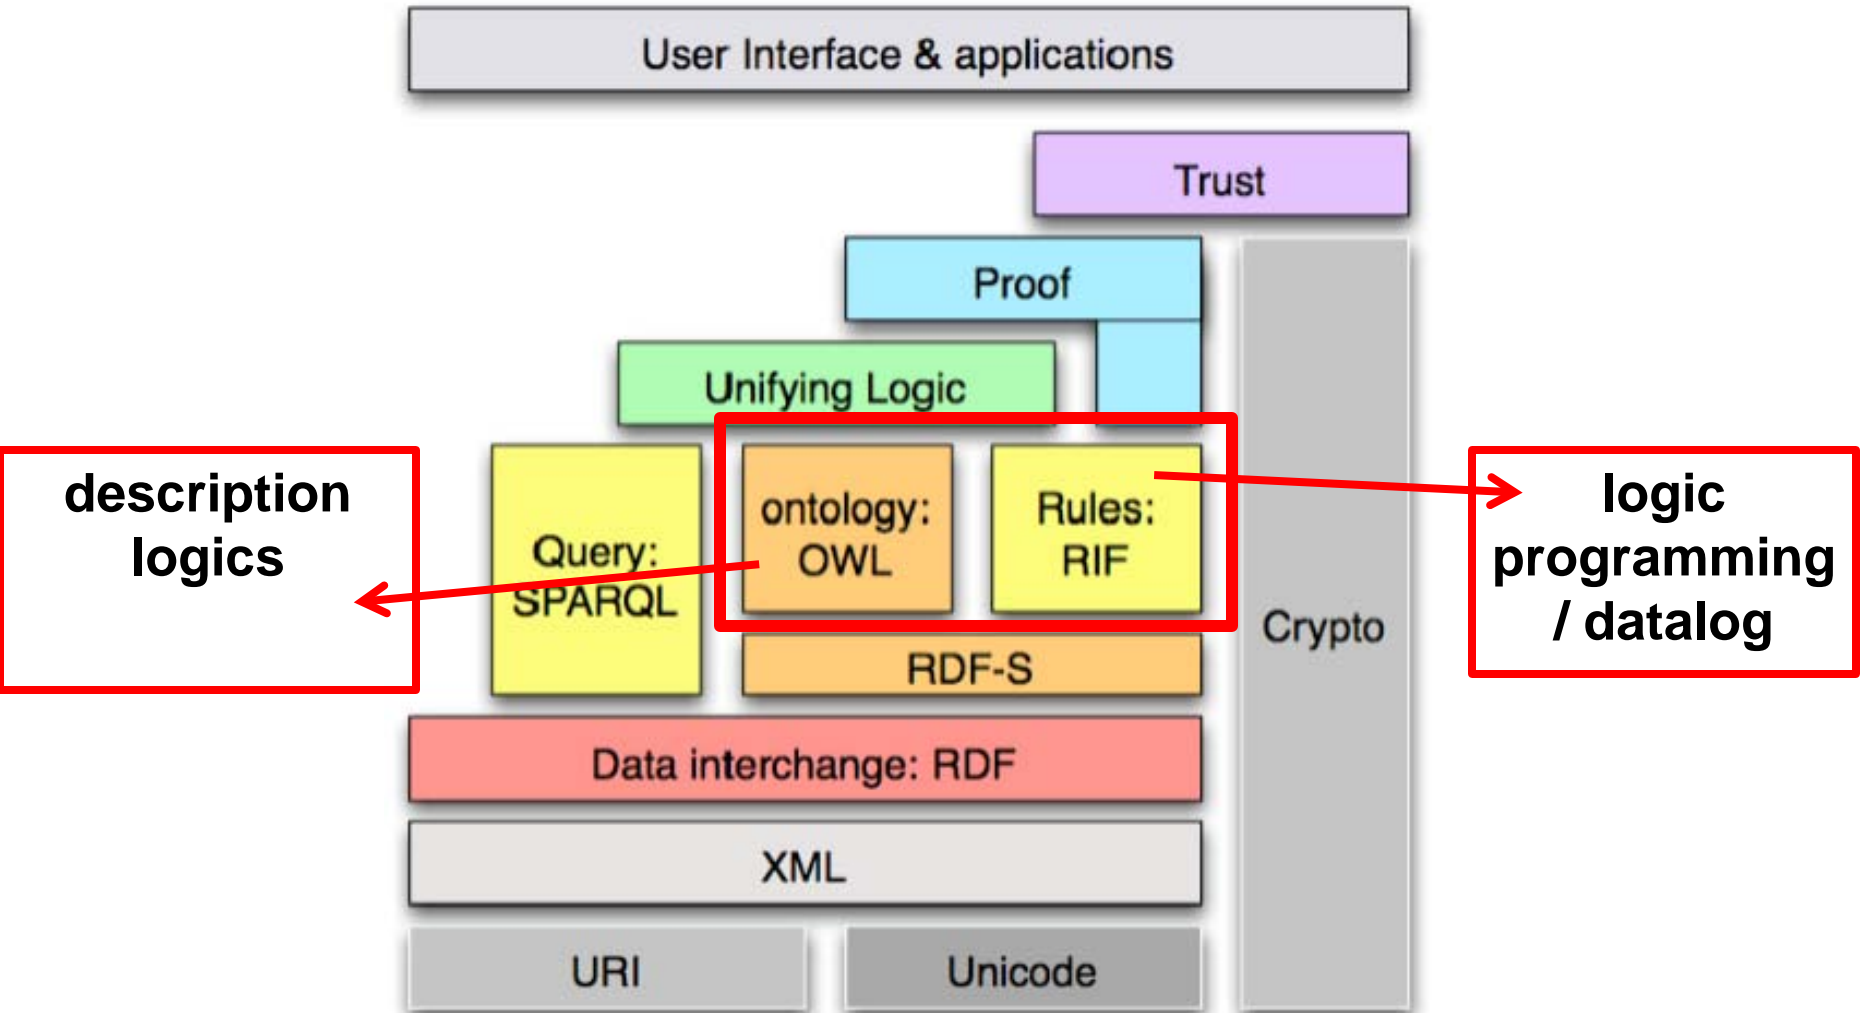 User Interface & applications
Trust
Proof
Unifying Logic
description
logics
Query:
SPARQL
ontology:
OWL
Rules:
RIF
logic
programming
/ datalog
Crypto
RDF-S
Data interchange: RDF
XML
URI
Unicode